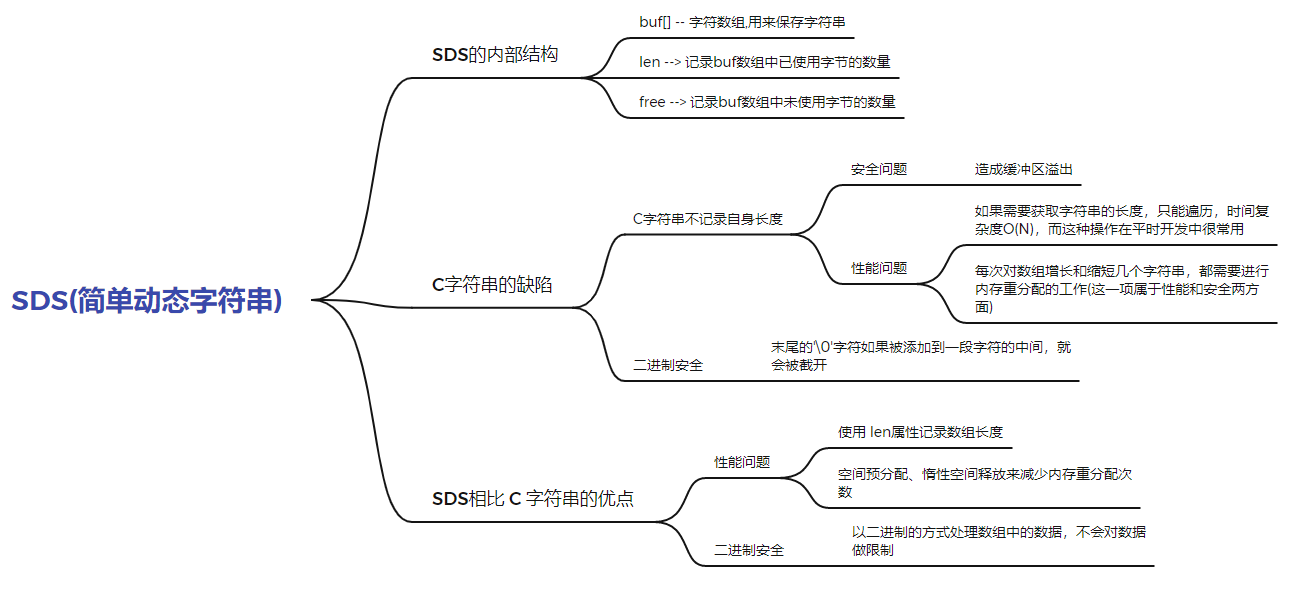 SDS(简单动态字符串)
SDS的内部结构
buf[] -- 字符数组,用来保存字符串
len --> 记录buf数组中已使用字节的数量
free --> 记录buf数组中未使用字节的数量
C字符串的缺陷
C字符串不记录自身长度
安全问题
造成缓冲区溢出
性能问题
如果需要获取字符串的长度，只能遍历，时间复
杂度O(N)，而这种操作在平时开发中很常用
每次对数组增长和缩短几个字符串，都需要进行
内存重分配的工作(这一项属于性能和安全两方
面)
二进制安全
末尾的'\0'字符如果被添加到一段字符的中间，就
会被截开
SDS相比 C 字符串的优点
性能问题
使用 len属性记录数组长度
空间预分配、惰性空间释放来减少内存重分配次
数
二进制安全
以二进制的方式处理数组中的数据，不会对数据
做限制